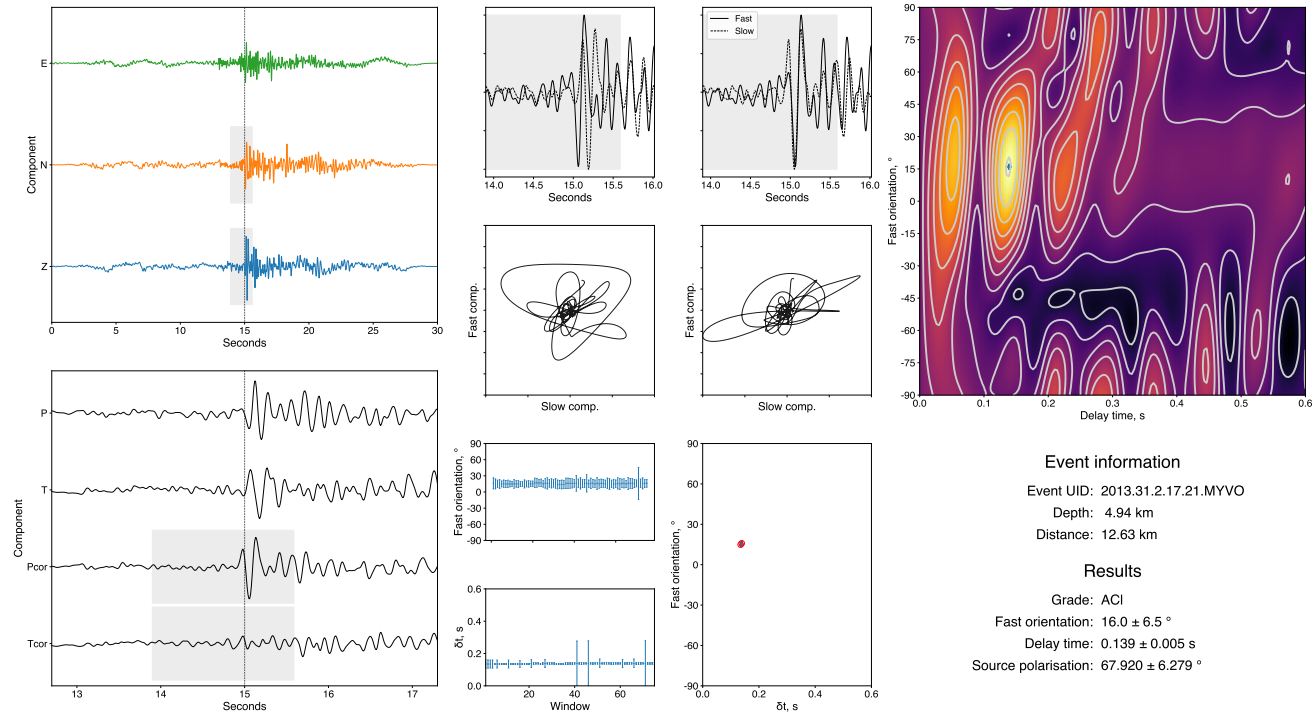 E
N
Z
Component
0
5
10
15
20
25
30
Seconds
P
T
Pcor
Tcor
Component
13
14
15
16
17
Seconds
14.0
14.5
15.0
15.5
16.0
Seconds
Fast
Slow
14.0
14.5
15.0
15.5
16.0
Seconds
Fast comp.
Slow comp.
Fast comp.
Slow comp.
90
60
30
0
-30
-60
-90
Fast orientation, °
0.6
0.4
0.2
0.0
δt, s
20
40
60
Window
90
60
30
0
-30
-60
-90
Fast orientation, °
0.0
0.2
0.4
0.6
δt, s
90
75
60
45
30
15
0
-15
-30
-45
-60
-75
-90
Fast orientation, °
0.0
0.1
0.2
0.3
0.4
0.5
0.6
Delay time, s
Event information
Event UID: 2013.31.2.17.21.MYVO
Depth: 4.94 km
Distance: 12.63 km
Results
Grade: ACl
Fast orientation: 16.0 ± 6.5 °
Delay time: 0.139 ± 0.005 s
Source polarisation: 67.920 ± 6.279 °